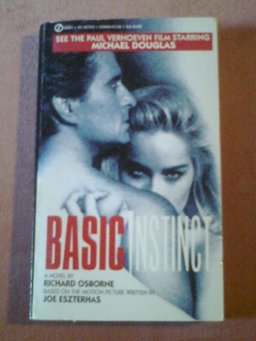 SEE THE PAUL VERHOEVEN FILM STARRING
MICHAEL DOUGLAS
BASIC INSTINCT
A NOVEL BY
RICHARD OSBORNE
BASED ON THE MOTION PICTURE WRITTEN BY
JOE ESZTERHAS